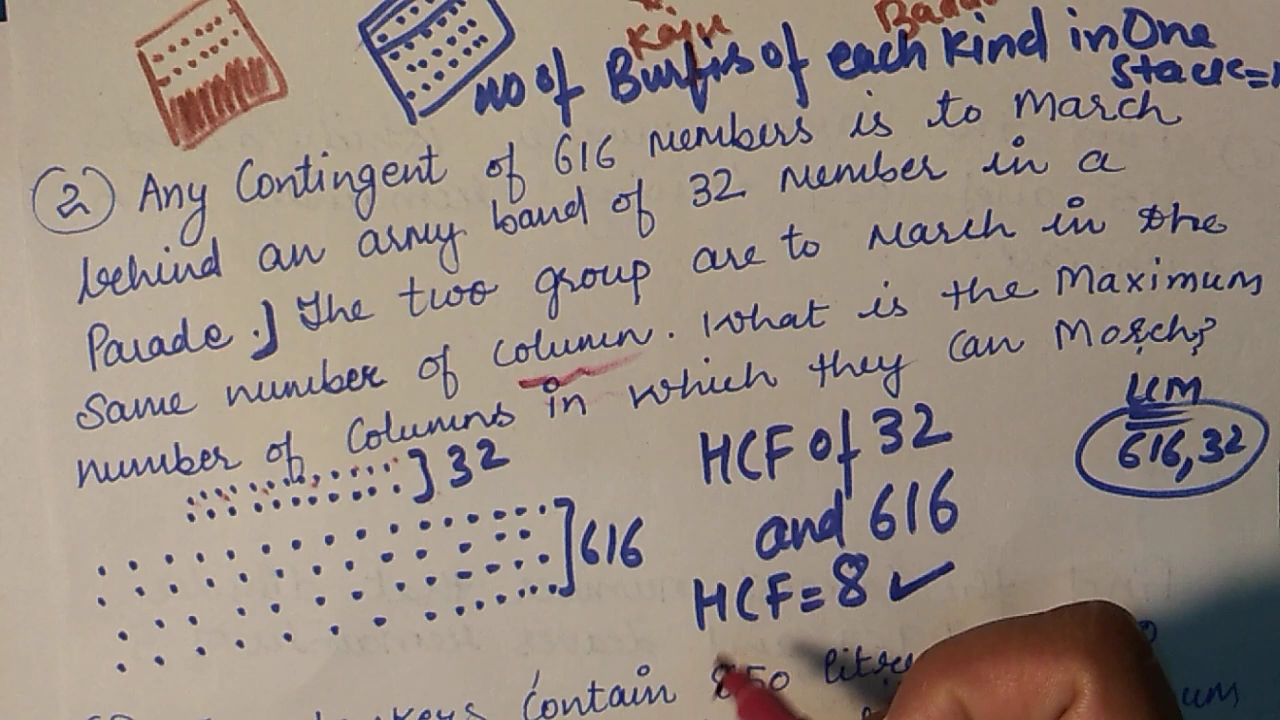 Kaju
no of Burfis of each kind in One
Stack =
(2) Any Contingent of 616 members is to March
behind an army band of 32 Member in a
Parade .] The two group are to March in the
Same number of column. What is the Maximum
number of Columns in which they can March?
] 32
] 616
HCF of 32
and 616
HCF = 8 ✓
LCM
616, 32
contain 850 litres